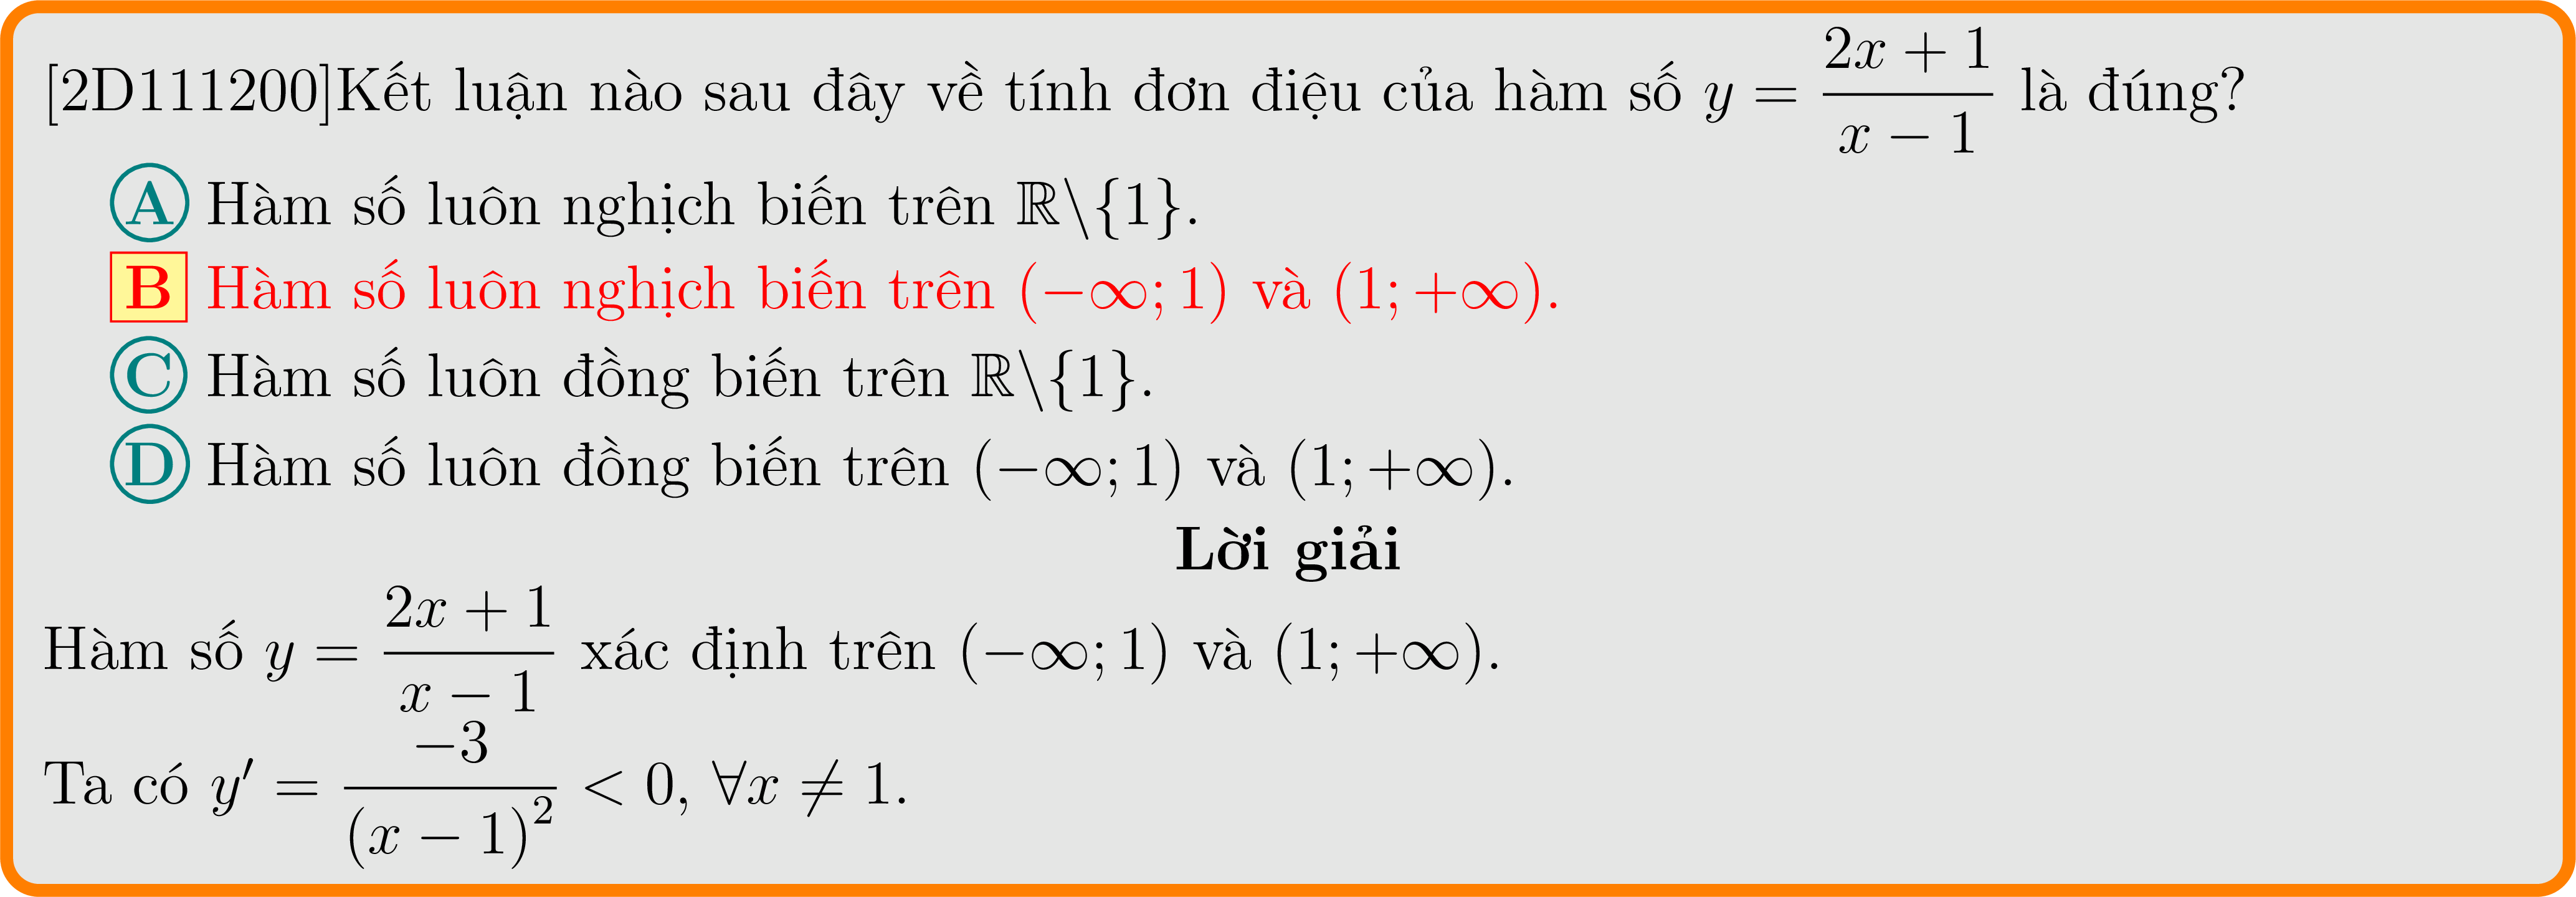 [2D111200]Kết luận nào sau đây về tính đơn điệu của hàm số $y = \dfrac{2x+1}{x-1}$ là đúng?
A Hàm số luôn nghịch biến trên $\mathbb{R}\backslash\{1\}$.
B Hàm số luôn nghịch biến trên $(-\infty; 1)$ và $(1; +\infty)$.
C Hàm số luôn đồng biến trên $\mathbb{R}\backslash\{1\}$.
D Hàm số luôn đồng biến trên $(-\infty; 1)$ và $(1; +\infty)$.
Lời giải
Hàm số $y = \dfrac{2x+1}{x-1}$ xác định trên $(-\infty; 1)$ và $(1; +\infty)$.
Ta có $y' = \dfrac{-3}{(x-1)^2} < 0, \forall x \neq 1$.